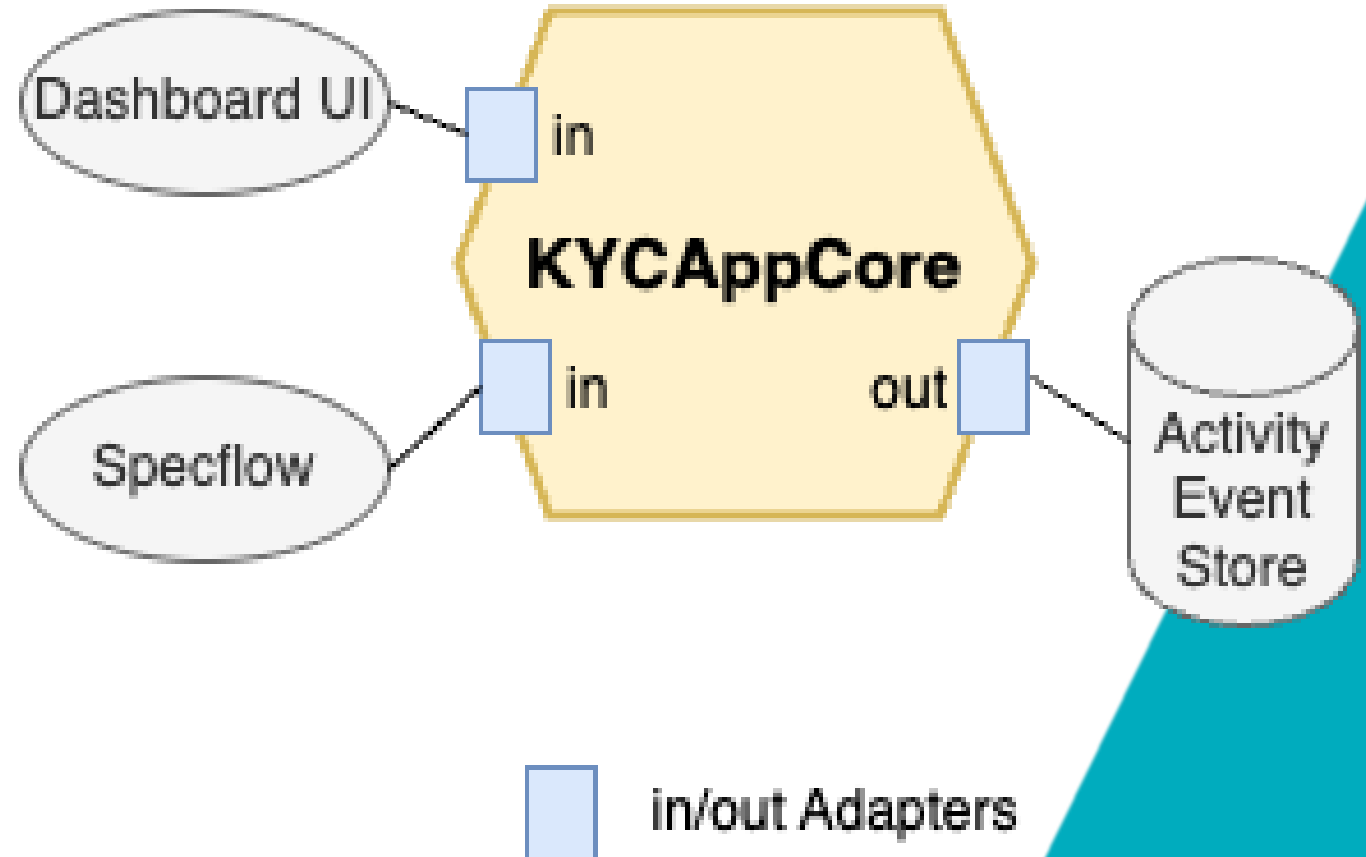 Dashboard UI
in
KYCAppCore
Specflow
in
out
Activity
Event
Store
in/out Adapters